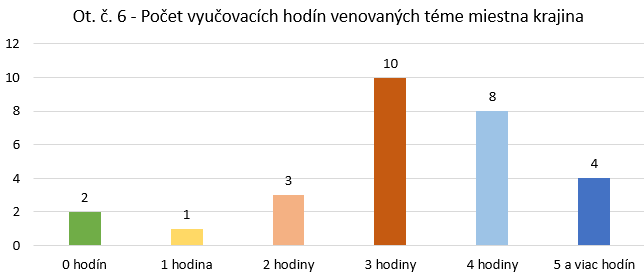 Ot. č. 6 - Počet vyučovacích hodín venovaných téme miestna krajina
12
10
8
6
4
2
0
2
1
3
10
8
4
0 hodín
1 hodina
2 hodiny
3 hodiny
4 hodiny
5 a viac hodín